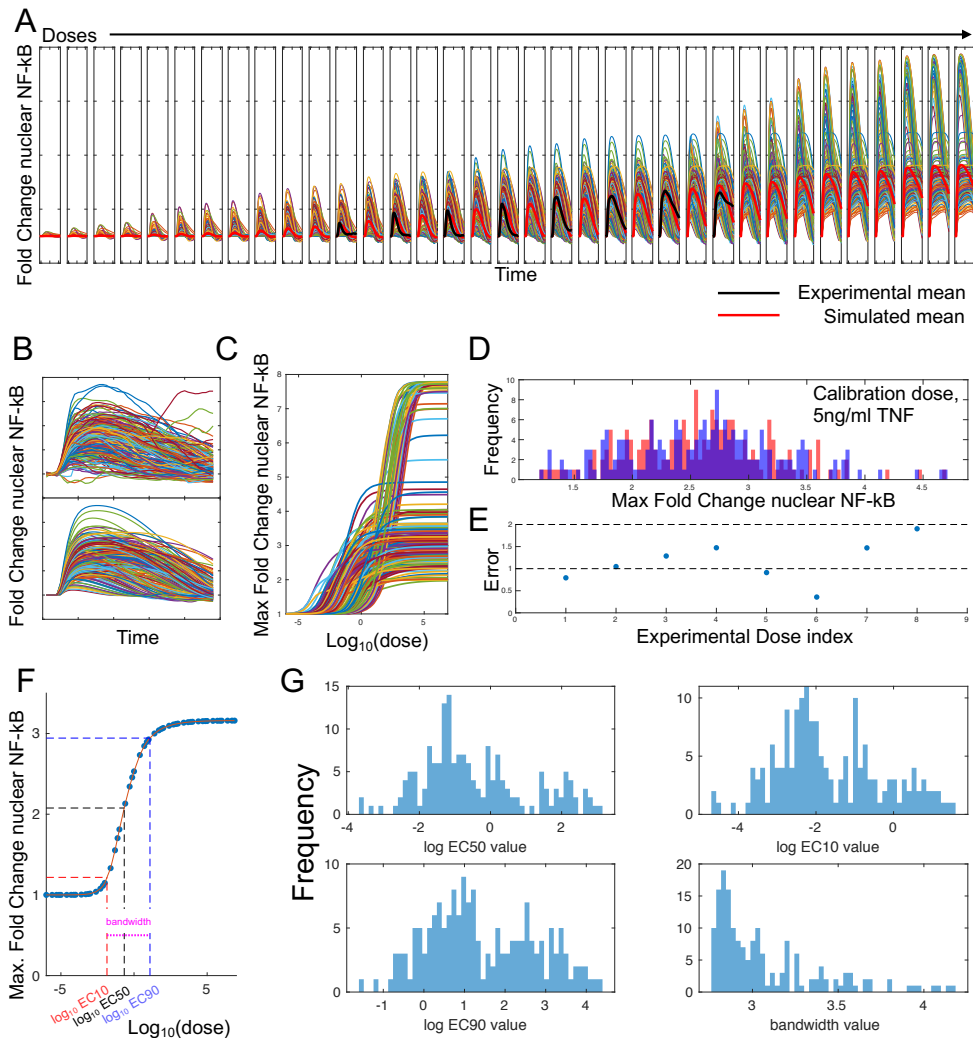 A
Doses
Fold Change nuclear NF-kB
Time
Experimental mean
Simulated mean
B
Fold Change nuclear NF-kB
Fold Change nuclear NF-kB
Time
C
Max Fold Change nuclear NF-kB
8
7
6
5
4
3
2
1
-5
0
5
Log10(dose)
D
Frequency
10
8
6
4
2
0
Calibration dose,
5ng/ml TNF
1.5
2
2.5
3
3.5
4
4.5
Max Fold Change nuclear NF-kB
E
Error
2
1.5
1
0.5
0
0
1
2
3
4
5
6
7
8
9
Experimental Dose index
F
Max. Fold Change nuclear NF-kB
3
2
1
0
bandwidth
-5
5
log10 EC10
log10 EC50
log10 EC90
Log10(dose)
G
Frequency
15
10
5
0
-4
-2
0
2
log EC50 value
10
5
0
-4
-2
0
log EC10 value
10
5
0
-1
0
1
2
3
4
log EC90 value
20
15
10
5
0
3
3.5
4
bandwidth value